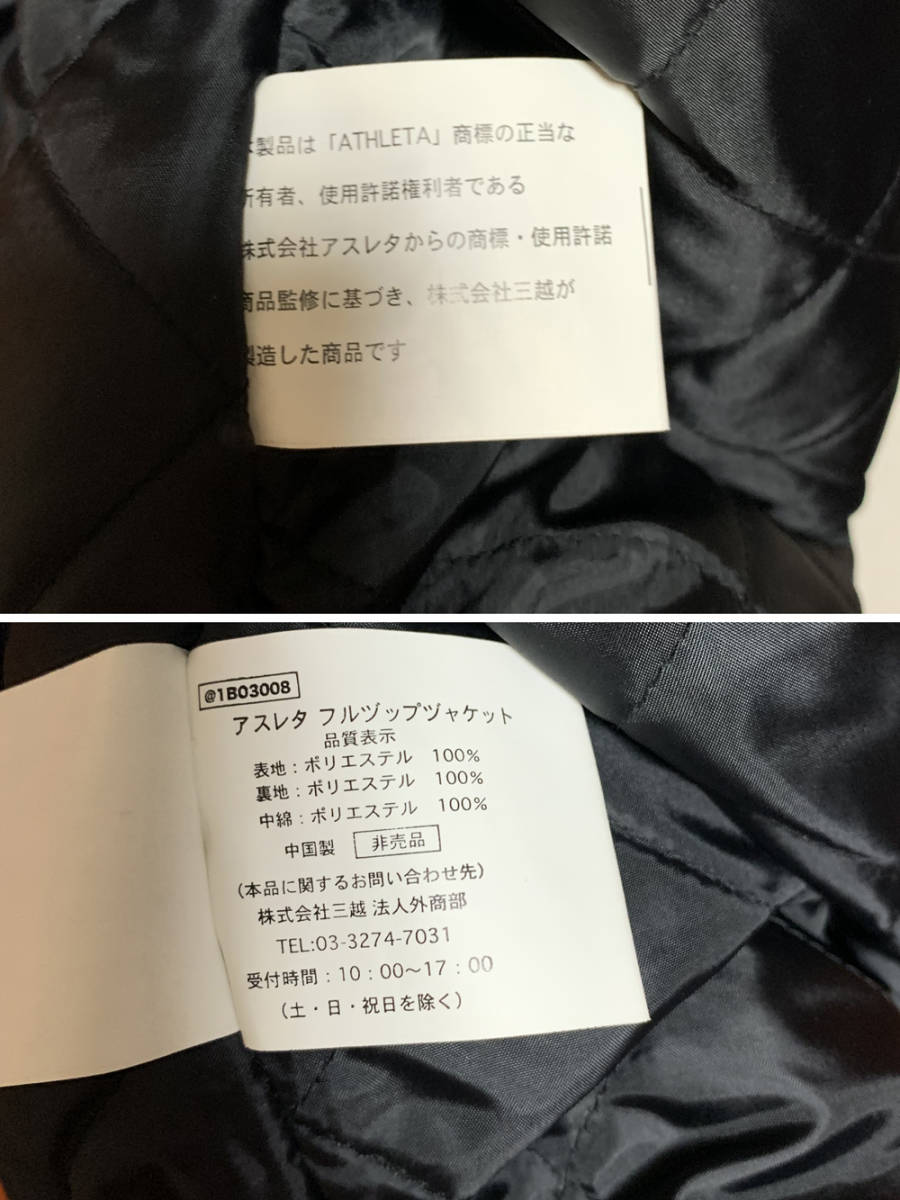 製品は「ATHLETA」商標の正当な
所有者、使用許諾権利者である
株式会社アスレタからの商標・使用許諾
商品監修に基づき、株式会社三越が
製造した商品です
@1B03008
アスレタ フルヅップヅャケット
品質表示
表地：ポリエステル 100%
裏地：ポリエステル 100%
中綿：ポリエステル 100%
中国製 非売品
（本品に関するお問い合わせ先）
株式会社三越 法人外商部
TEL:03-3274-7031
受付時間：10：00～17：00
（土・日・祝日を除く）